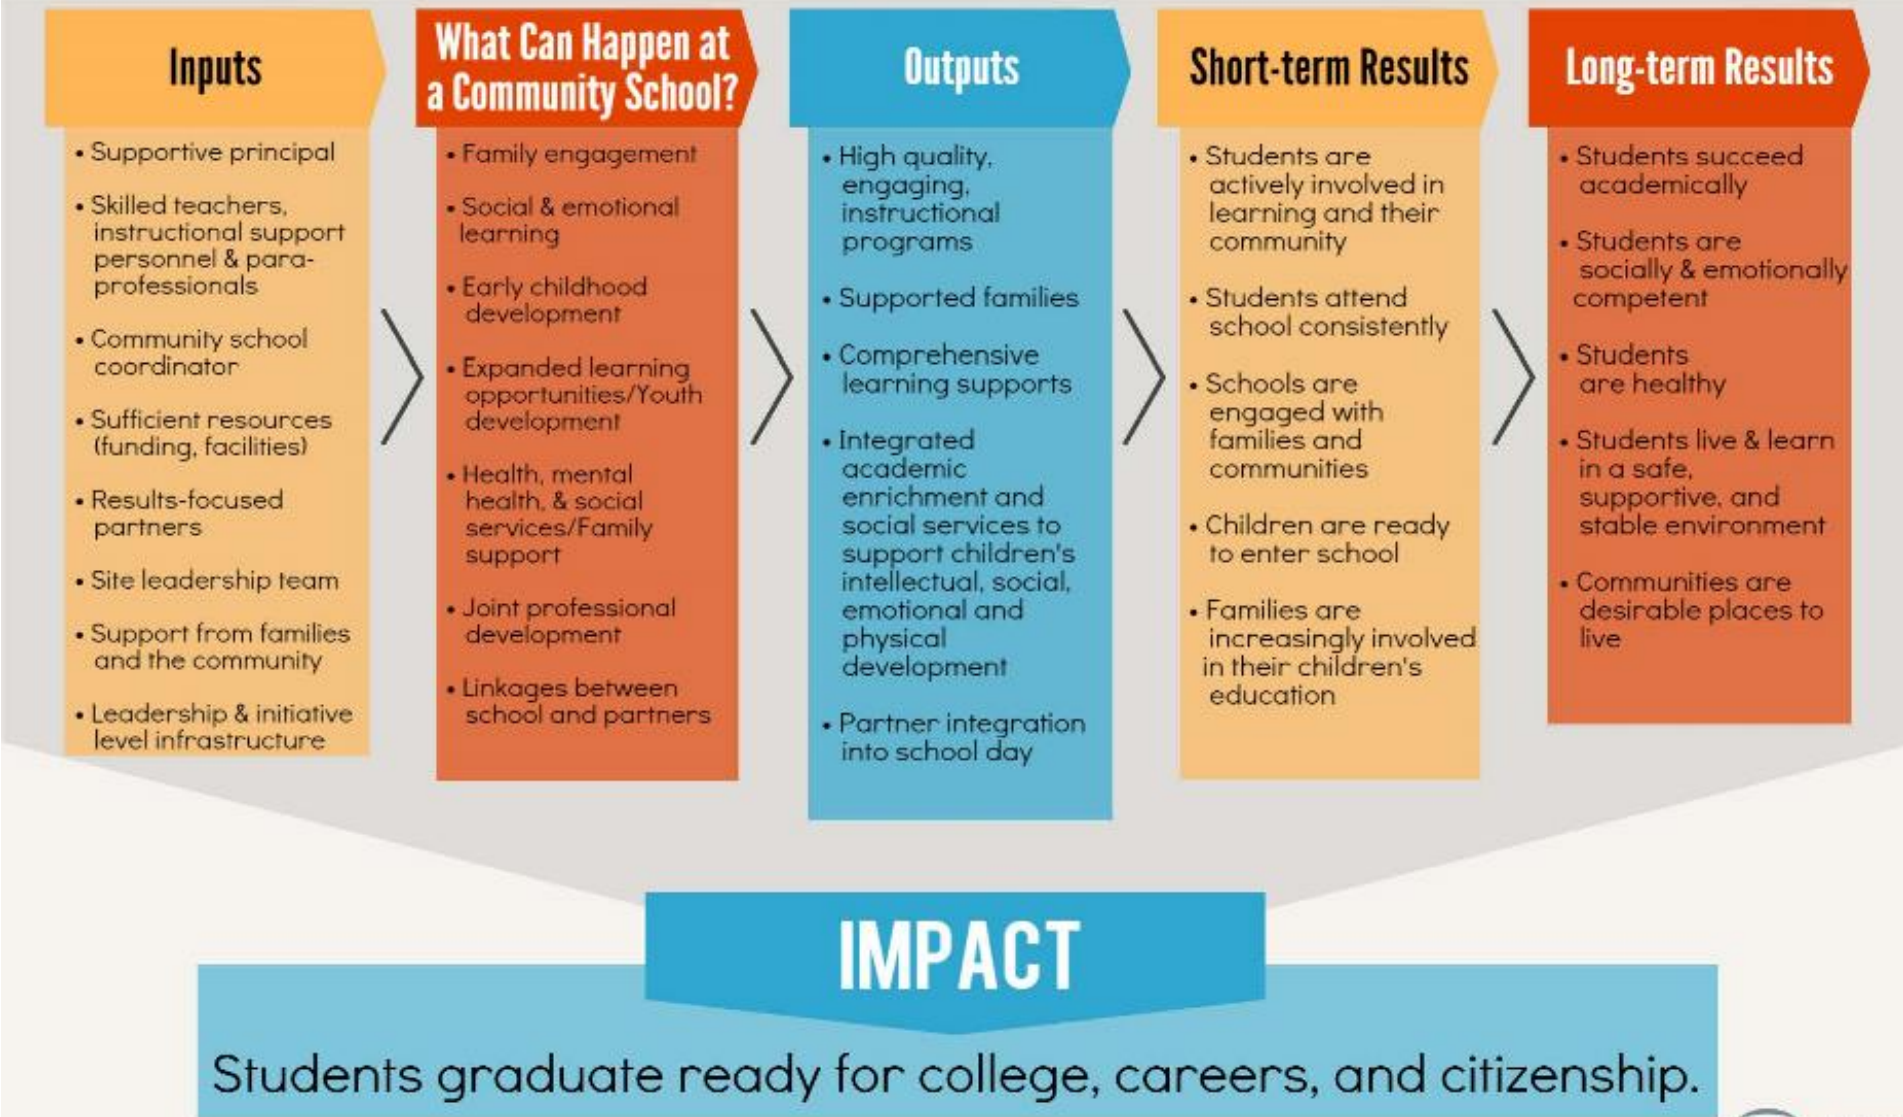 Inputs
• Supportive principal
• Skilled teachers,
instructional support
personnel & para-
professionals
• Community school
coordinator
• Sufficient resources
(funding, facilities)
• Results-focused
partners
• Site leadership team
• Support from families
and the community
• Leadership & initiative
level infrastructure
What Can Happen at
a Community School?
• Family engagement
• Social & emotional
learning
• Early childhood
development
• Expanded learning
opportunities/Youth
development
• Health, mental
health, & social
services/Family
support
• Joint professional
development
• Linkages between
school and partners
Outputs
• High quality,
engaging,
instructional
programs
• Supported families
• Comprehensive
learning supports
• Integrated
academic
enrichment and
social services to
support children's
intellectual, social,
emotional and
physical
development
• Partner integration
into school day
Short-term Results
• Students are
actively involved in
learning and their
community
• Students attend
school consistently
• Schools are
engaged with
families and
communities
• Children are ready
to enter school
• Families are
increasingly involved
in their children's
education
Long-term Results
• Students succeed
academically
• Students are
socially & emotionally
competent
• Students
are healthy
• Students live & learn
in a safe,
supportive, and
stable environment
• Communities are
desirable places to
live
IMPACT
Students graduate ready for college, careers, and citizenship.